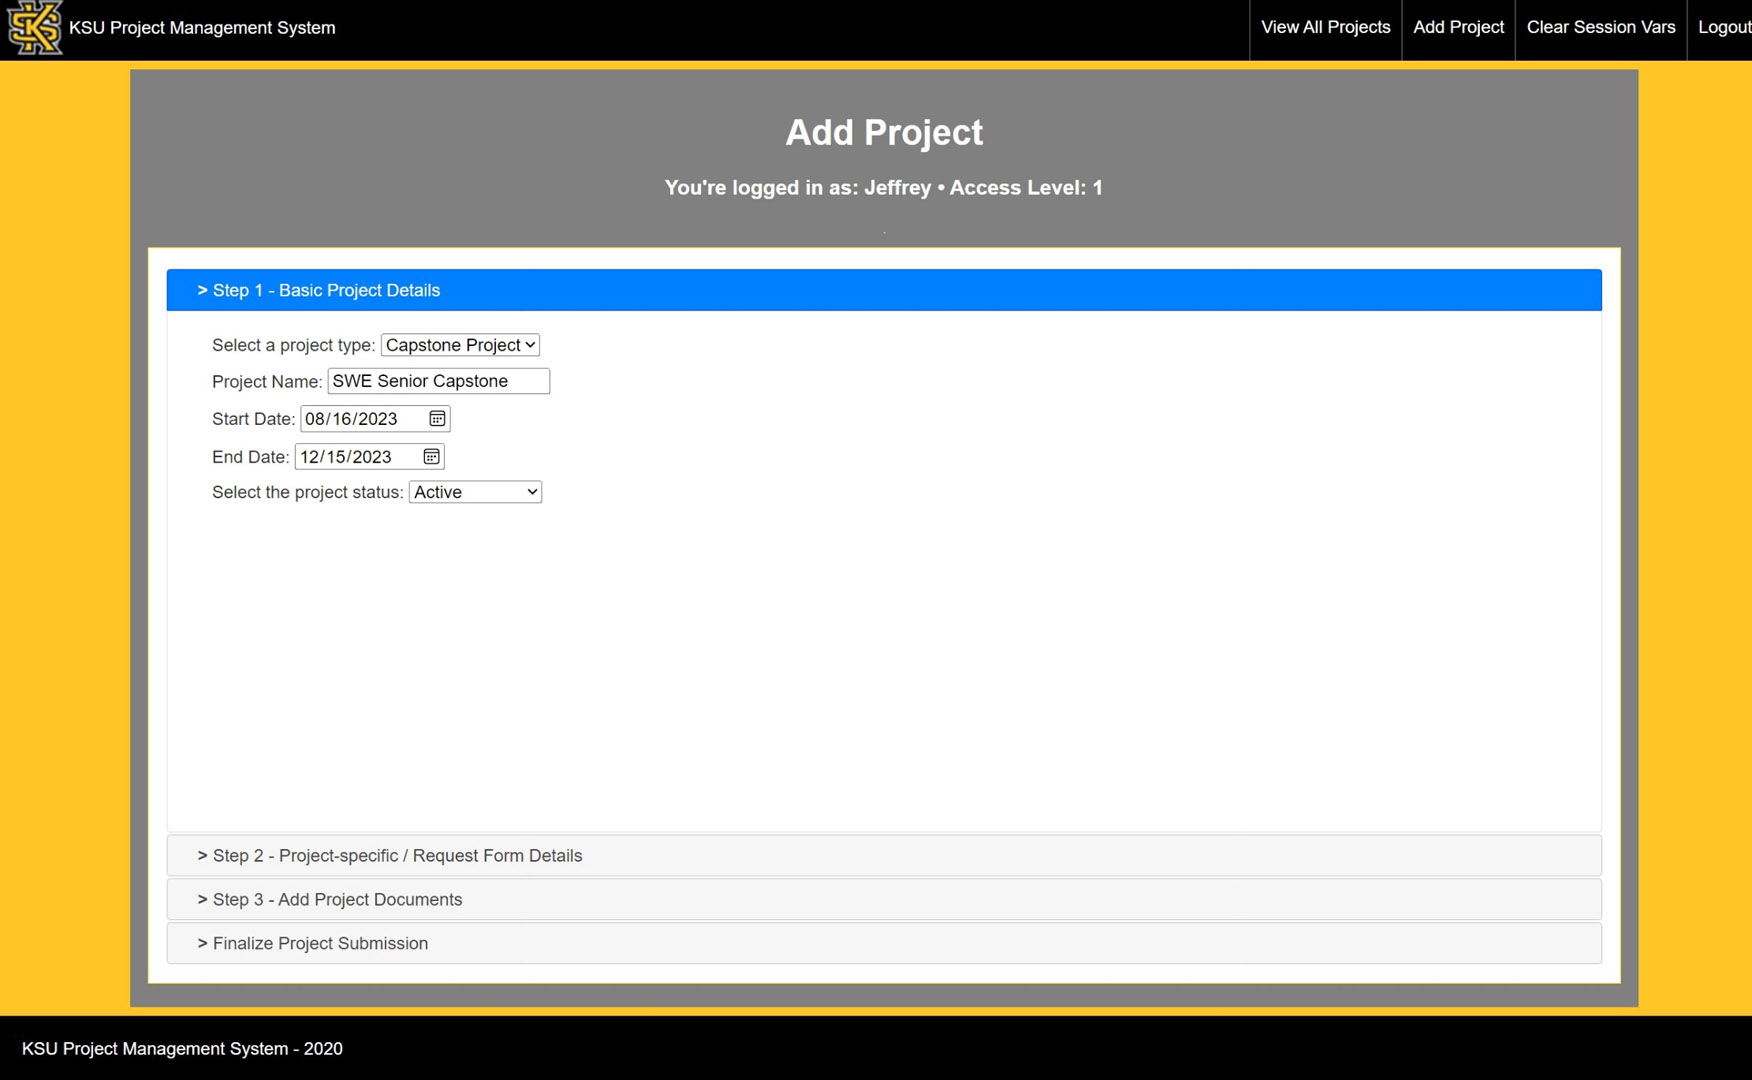 KSU Project Management System
View All Projects
Add Project
Clear Session Vars
Logout
Add Project
You're logged in as: Jeffrey • Access Level: 1
.
> Step 1 - Basic Project Details
Select a project type: Capstone Project
Project Name: SWE Senior Capstone
Start Date: 08/16/2023
End Date: 12/15/2023
Select the project status: Active
> Step 2 - Project-specific / Request Form Details
> Step 3 - Add Project Documents
> Finalize Project Submission
KSU Project Management System - 2020